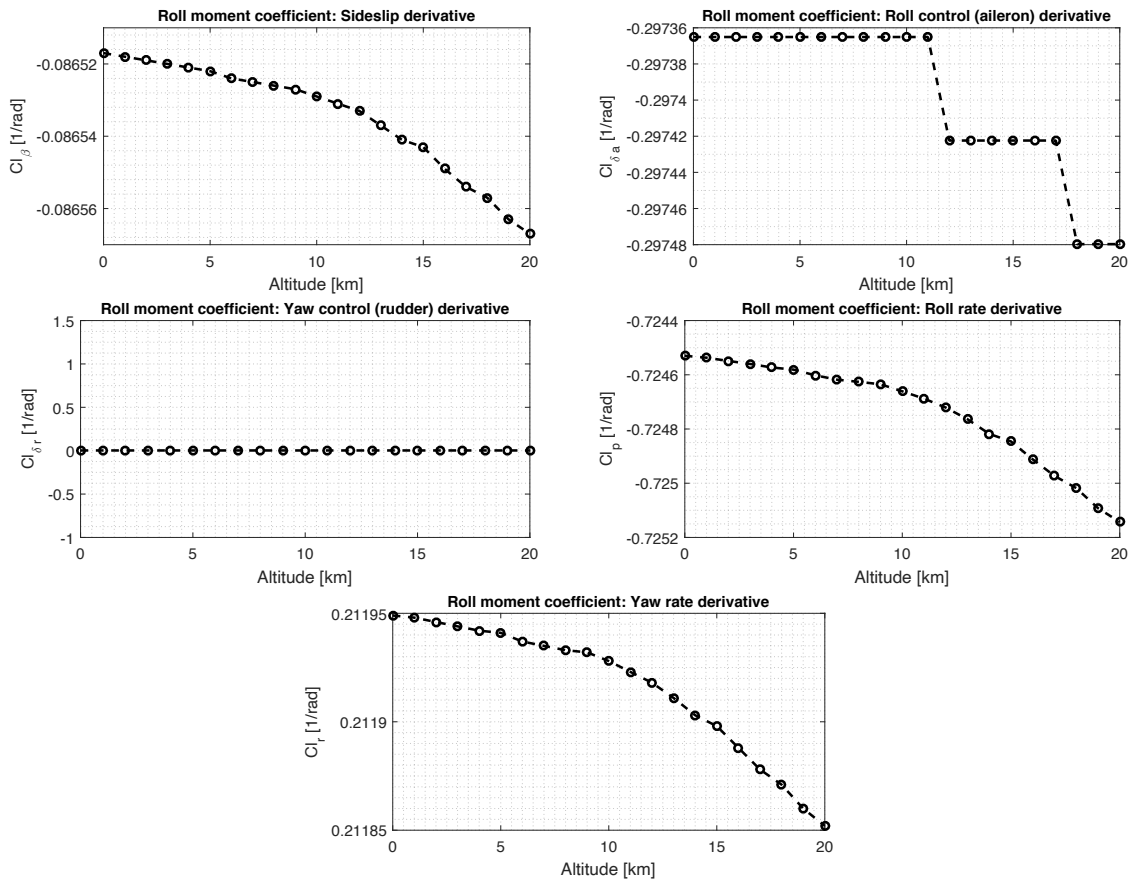 Roll moment coefficient: Sideslip derivative
-0.08652
-0.08654
-0.08656
Cl β [1/rad]
0 5 10 15 20
Altitude [km]
Roll moment coefficient: Roll control (aileron) derivative
-0.29736
-0.29738
-0.2974
-0.29742
-0.29744
-0.29746
-0.29748
Cl δ a [1/rad]
0 5 10 15 20
Altitude [km]
Roll moment coefficient: Yaw control (rudder) derivative
1.5
1
0.5
0
-0.5
-1
Cl δ r [1/rad]
0 5 10 15 20
Altitude [km]
Roll moment coefficient: Roll rate derivative
-0.7244
-0.7246
-0.7248
-0.725
-0.7252
Cl p [1/rad]
0 5 10 15 20
Altitude [km]
Roll moment coefficient: Yaw rate derivative
0.21195
0.2119
0.21185
Cl r [1/rad]
0 5 10 15 20
Altitude [km]